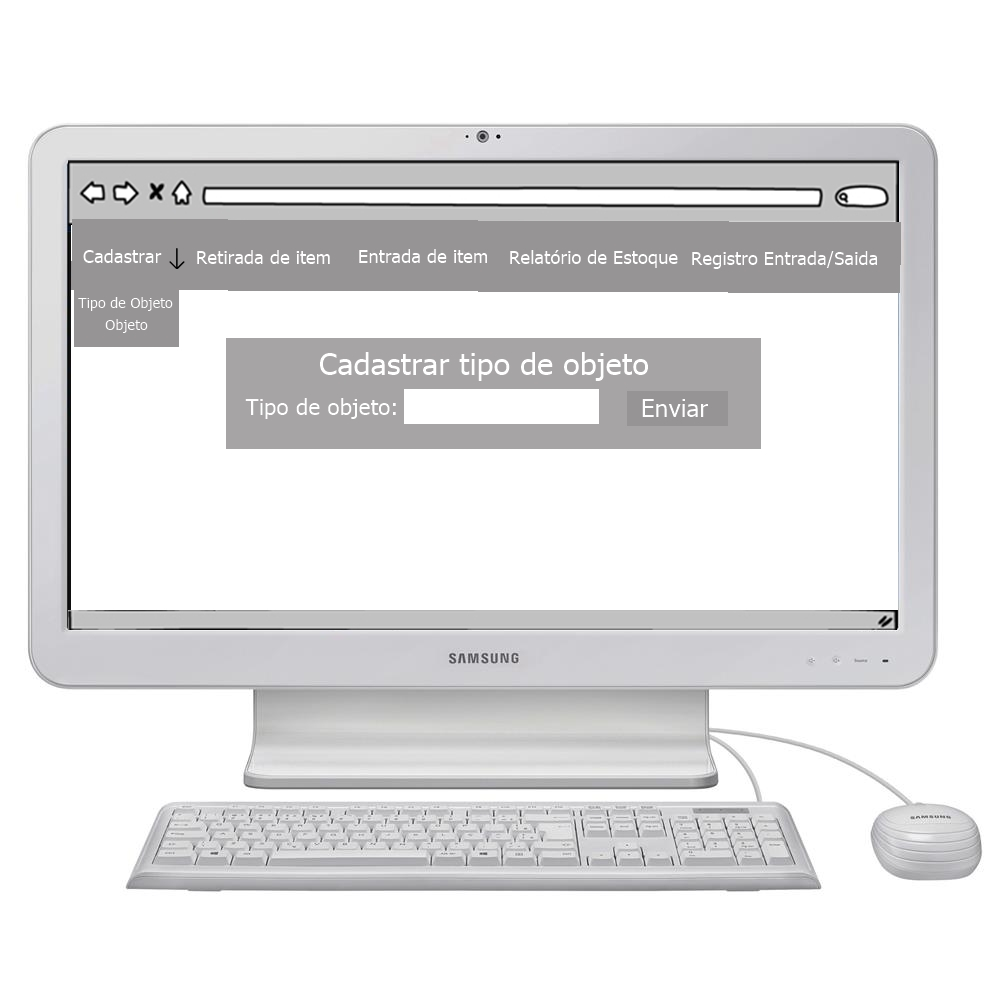 Cadastrar ↓ Retirada de item Entrada de item Relatório de Estoque Registro Entrada/Saida
Tipo de Objeto
Objeto
Cadastrar tipo de objeto
Tipo de objeto: Enviar
SAMSUNG
Source
SAMSUNG